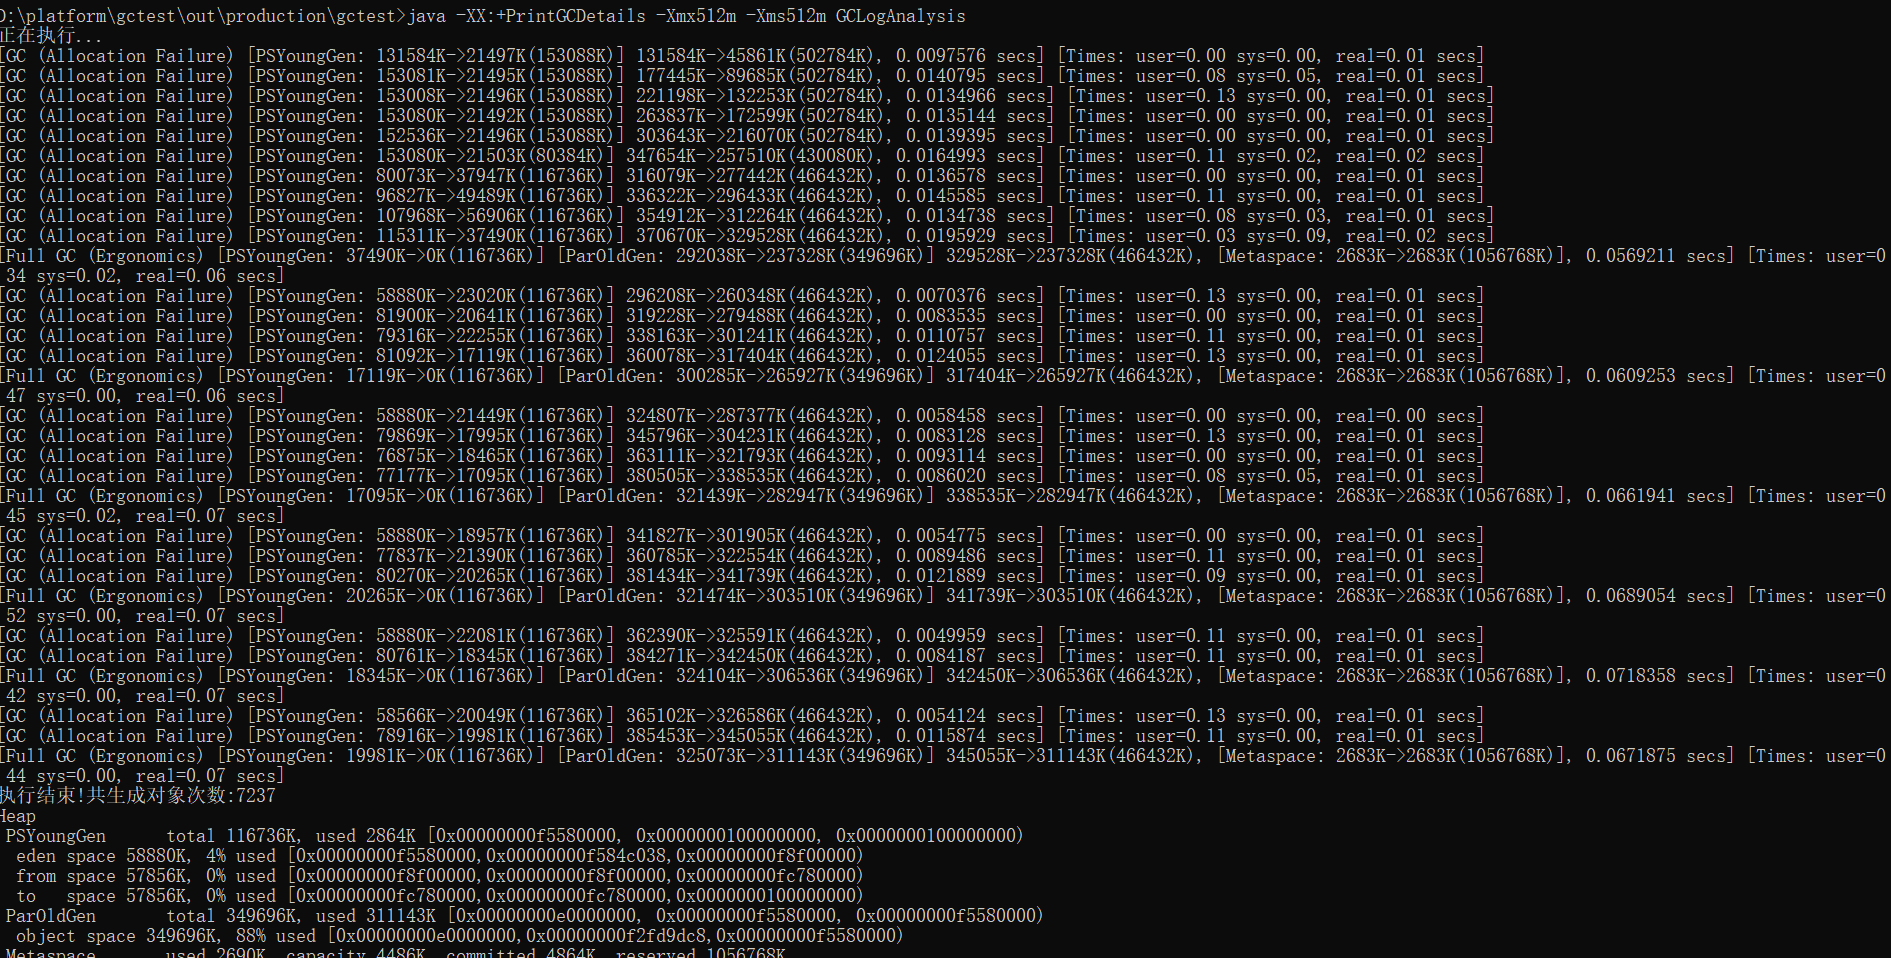 D:\platform\gctest\out\production\gctest>java -XX:+PrintGCDetails -Xmx512m -Xms512m GCLogAnalysis
正在执行...
[GC (Allocation Failure) [PSYoungGen: 131584K->21497K(153088K)] 131584K->45861K(502784K), 0.0097576 secs] [Times: user=0.00 sys=0.00, real=0.01 secs]
[GC (Allocation Failure) [PSYoungGen: 153081K->21495K(153088K)] 177445K->89685K(502784K), 0.0140795 secs] [Times: user=0.08 sys=0.05, real=0.01 secs]
[GC (Allocation Failure) [PSYoungGen: 153008K->21496K(153088K)] 221198K->132253K(502784K), 0.0134966 secs] [Times: user=0.13 sys=0.00, real=0.01 secs]
[GC (Allocation Failure) [PSYoungGen: 153080K->21492K(153088K)] 263837K->172599K(502784K), 0.0135144 secs] [Times: user=0.00 sys=0.00, real=0.01 secs]
[GC (Allocation Failure) [PSYoungGen: 152536K->21496K(153088K)] 303643K->216070K(502784K), 0.0139395 secs] [Times: user=0.00 sys=0.00, real=0.01 secs]
[GC (Allocation Failure) [PSYoungGen: 153080K->21503K(80384K)] 347654K->257510K(430080K), 0.0164993 secs] [Times: user=0.11 sys=0.02, real=0.02 secs]
[GC (Allocation Failure) [PSYoungGen: 80073K->37947K(116736K)] 316079K->277442K(466432K), 0.0136578 secs] [Times: user=0.00 sys=0.00, real=0.01 secs]
[GC (Allocation Failure) [PSYoungGen: 96827K->49489K(116736K)] 336322K->296433K(466432K), 0.0145585 secs] [Times: user=0.11 sys=0.00, real=0.01 secs]
[GC (Allocation Failure) [PSYoungGen: 107968K->56906K(116736K)] 354912K->312264K(466432K), 0.0134738 secs] [Times: user=0.08 sys=0.03, real=0.01 secs]
[GC (Allocation Failure) [PSYoungGen: 115311K->37490K(116736K)] 370670K->329528K(466432K), 0.0195929 secs] [Times: user=0.03 sys=0.09, real=0.02 secs]
[Full GC (Ergonomics) [PSYoungGen: 37490K->0K(116736K)] [ParOldGen: 292038K->237328K(349696K)] 329528K->237328K(466432K), [Metaspace: 2683K->2683K(1056768K)], 0.0569211 secs] [Times: user=0
34 sys=0.02, real=0.06 secs]
[GC (Allocation Failure) [PSYoungGen: 58880K->23020K(116736K)] 296208K->260348K(466432K), 0.0070376 secs] [Times: user=0.13 sys=0.00, real=0.01 secs]
[GC (Allocation Failure) [PSYoungGen: 81900K->20641K(116736K)] 319228K->279488K(466432K), 0.0083535 secs] [Times: user=0.00 sys=0.00, real=0.01 secs]
[GC (Allocation Failure) [PSYoungGen: 79316K->22255K(116736K)] 338163K->301241K(466432K), 0.0110757 secs] [Times: user=0.11 sys=0.00, real=0.01 secs]
[GC (Allocation Failure) [PSYoungGen: 81092K->17119K(116736K)] 360078K->317404K(466432K), 0.0124055 secs] [Times: user=0.13 sys=0.00, real=0.01 secs]
[Full GC (Ergonomics) [PSYoungGen: 17119K->0K(116736K)] [ParOldGen: 300285K->265927K(349696K)] 317404K->265927K(466432K), [Metaspace: 2683K->2683K(1056768K)], 0.0609253 secs] [Times: user=0
47 sys=0.00, real=0.06 secs]
[GC (Allocation Failure) [PSYoungGen: 58880K->21449K(116736K)] 324807K->287377K(466432K), 0.0058458 secs] [Times: user=0.00 sys=0.00, real=0.00 secs]
[GC (Allocation Failure) [PSYoungGen: 79869K->17995K(116736K)] 345796K->304231K(466432K), 0.0083128 secs] [Times: user=0.13 sys=0.00, real=0.01 secs]
[GC (Allocation Failure) [PSYoungGen: 76875K->18465K(116736K)] 363111K->321793K(466432K), 0.0093114 secs] [Times: user=0.00 sys=0.00, real=0.01 secs]
[GC (Allocation Failure) [PSYoungGen: 77177K->17095K(116736K)] 380505K->338535K(466432K), 0.0086020 secs] [Times: user=0.08 sys=0.05, real=0.01 secs]
[Full GC (Ergonomics) [PSYoungGen: 17095K->0K(116736K)] [ParOldGen: 321439K->282947K(349696K)] 338535K->282947K(466432K), [Metaspace: 2683K->2683K(1056768K)], 0.0661941 secs] [Times: user=0
45 sys=0.02, real=0.07 secs]
[GC (Allocation Failure) [PSYoungGen: 58880K->18957K(116736K)] 341827K->301905K(466432K), 0.0054775 secs] [Times: user=0.00 sys=0.00, real=0.01 secs]
[GC (Allocation Failure) [PSYoungGen: 77837K->21390K(116736K)] 360785K->322554K(466432K), 0.0089486 secs] [Times: user=0.11 sys=0.00, real=0.01 secs]
[GC (Allocation Failure) [PSYoungGen: 80270K->20265K(116736K)] 381434K->341739K(466432K), 0.0121889 secs] [Times: user=0.09 sys=0.00, real=0.01 secs]
[Full GC (Ergonomics) [PSYoungGen: 20265K->0K(116736K)] [ParOldGen: 321474K->303510K(349696K)] 341739K->303510K(466432K), [Metaspace: 2683K->2683K(1056768K)], 0.0689054 secs] [Times: user=0
52 sys=0.00, real=0.07 secs]
[GC (Allocation Failure) [PSYoungGen: 58880K->22081K(116736K)] 362390K->325591K(466432K), 0.0049959 secs] [Times: user=0.11 sys=0.00, real=0.01 secs]
[GC (Allocation Failure) [PSYoungGen: 80761K->18345K(116736K)] 384271K->342450K(466432K), 0.0084187 secs] [Times: user=0.11 sys=0.00, real=0.01 secs]
[Full GC (Ergonomics) [PSYoungGen: 18345K->0K(116736K)] [ParOldGen: 324104K->306536K(349696K)] 342450K->306536K(466432K), [Metaspace: 2683K->2683K(1056768K)], 0.0718358 secs] [Times: user=0
42 sys=0.00, real=0.07 secs]
[GC (Allocation Failure) [PSYoungGen: 58566K->20049K(116736K)] 365102K->326586K(466432K), 0.0054124 secs] [Times: user=0.13 sys=0.00, real=0.01 secs]
[GC (Allocation Failure) [PSYoungGen: 78916K->19981K(116736K)] 385453K->345055K(466432K), 0.0115874 secs] [Times: user=0.11 sys=0.00, real=0.01 secs]
[Full GC (Ergonomics) [PSYoungGen: 19981K->0K(116736K)] [ParOldGen: 325073K->311143K(349696K)] 345055K->311143K(466432K), [Metaspace: 2683K->2683K(1056768K)], 0.0671875 secs] [Times: user=0
44 sys=0.00, real=0.07 secs]
执行结束!共生成对象次数:7237
Heap
PSYoungGen total 116736K, used 2864K [0x00000000f5580000, 0x0000000100000000, 0x0000000100000000)
eden space 58880K, 4% used [0x00000000f5580000,0x00000000f584c038,0x00000000f8f00000)
from space 57856K, 0% used [0x00000000f8f00000,0x00000000f8f00000,0x00000000fc780000)
to space 57856K, 0% used [0x00000000fc780000,0x00000000fc780000,0x0000000100000000)
ParOldGen total 349696K, used 311143K [0x00000000e0000000, 0x00000000f5580000, 0x00000000f5580000)
object space 349696K, 88% used [0x00000000e0000000,0x00000000f2fd9dc8,0x00000000f5580000)
Metaspace used 2690K, capacity 4486K, committed 4864K, reserved 1056768K